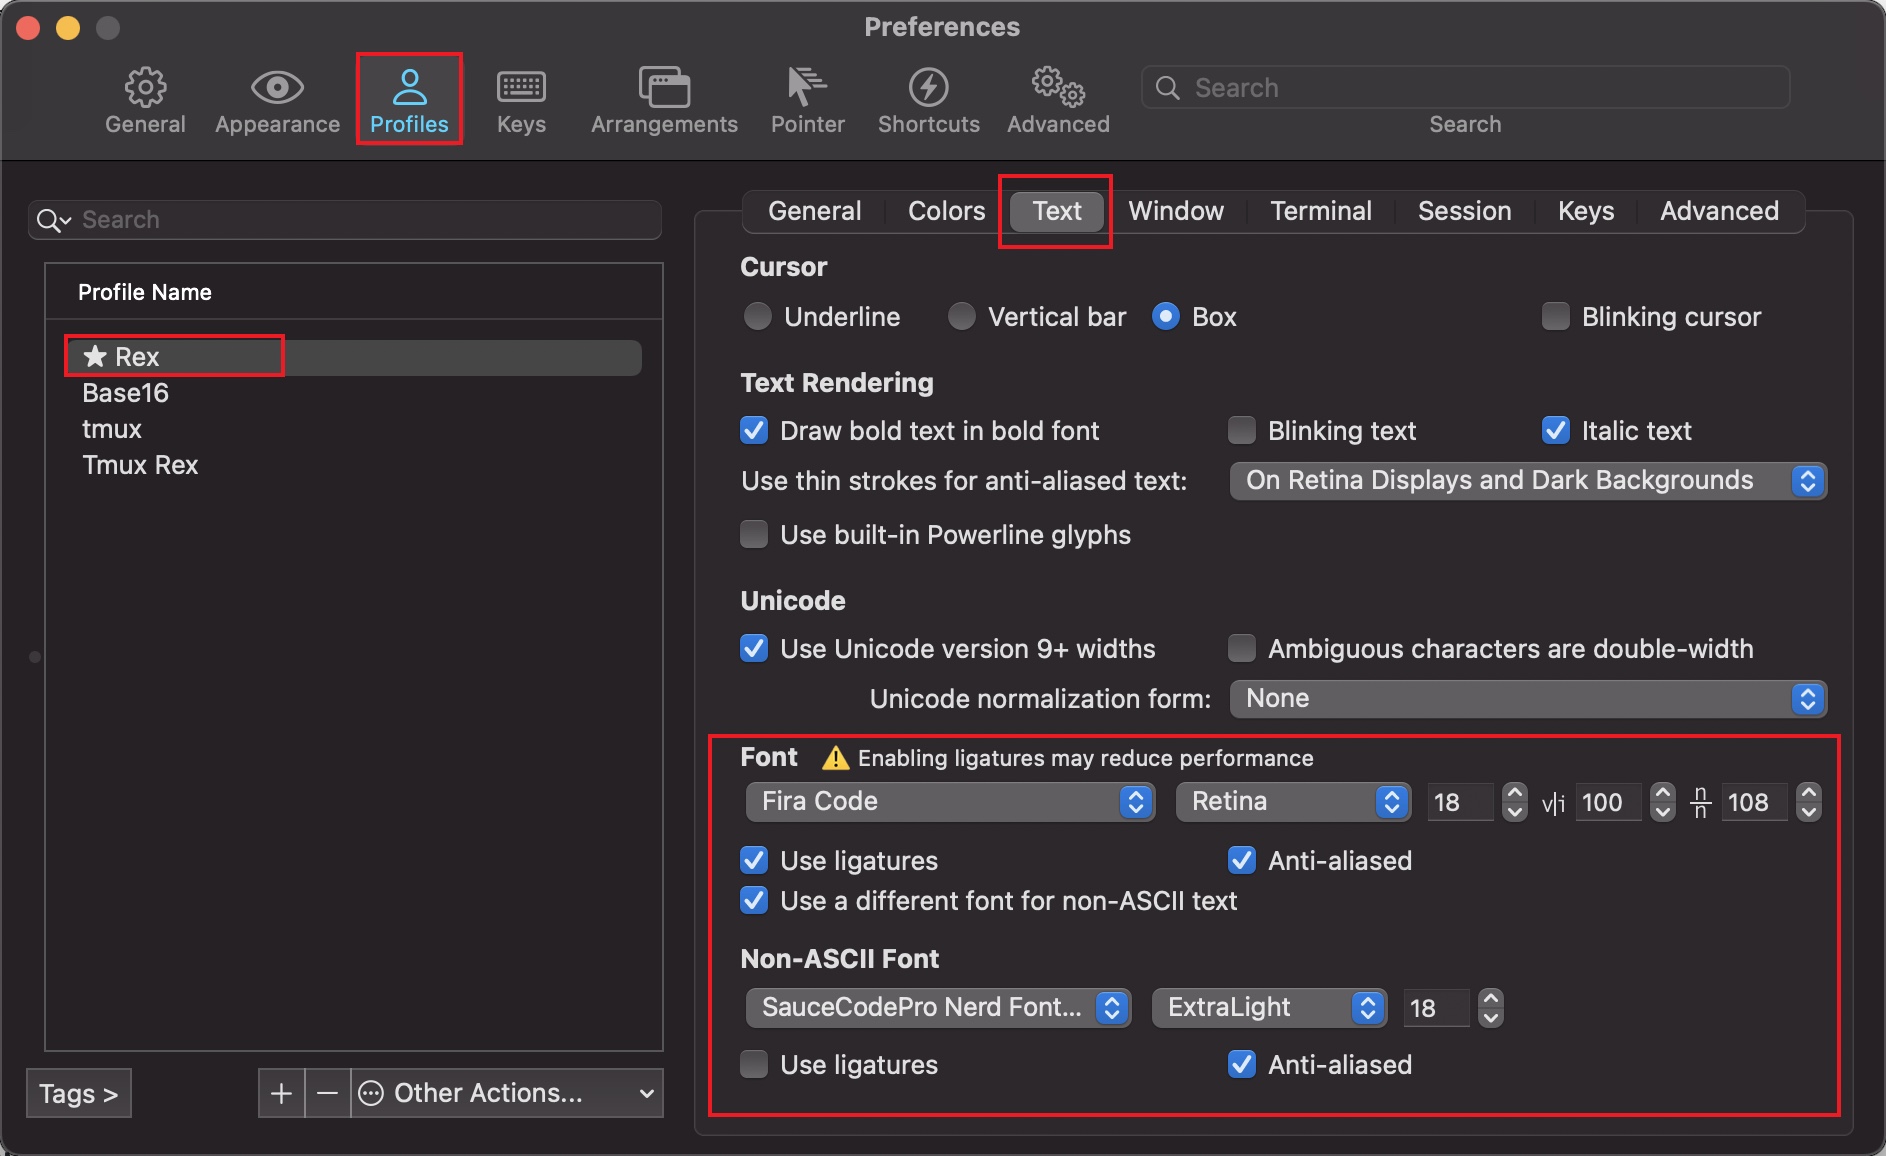 Preferences
General
Appearance
Profiles
Keys
Arrangements
Pointer
Shortcuts
Advanced
Search
Search
Search
Profile Name
★ Rex
Base16
tmux
Tmux Rex
Tags >
+
−
Other Actions...
General Colors Text Window Terminal Session Keys Advanced
Cursor
Underline Vertical bar Box Blinking cursor
Text Rendering
Draw bold text in bold font Blinking text Italic text
Use thin strokes for anti-aliased text: On Retina Displays and Dark Backgrounds
Use built-in Powerline glyphs
Unicode
Use Unicode version 9+ widths Ambiguous characters are double-width
Unicode normalization form: None
Font Enabling ligatures may reduce performance
Fira Code Retina 18 v|i 100 n/n 108
Use ligatures Anti-aliased
Use a different font for non-ASCII text
Non-ASCII Font
SauceCodePro Nerd Font... ExtraLight 18
Use ligatures Anti-aliased